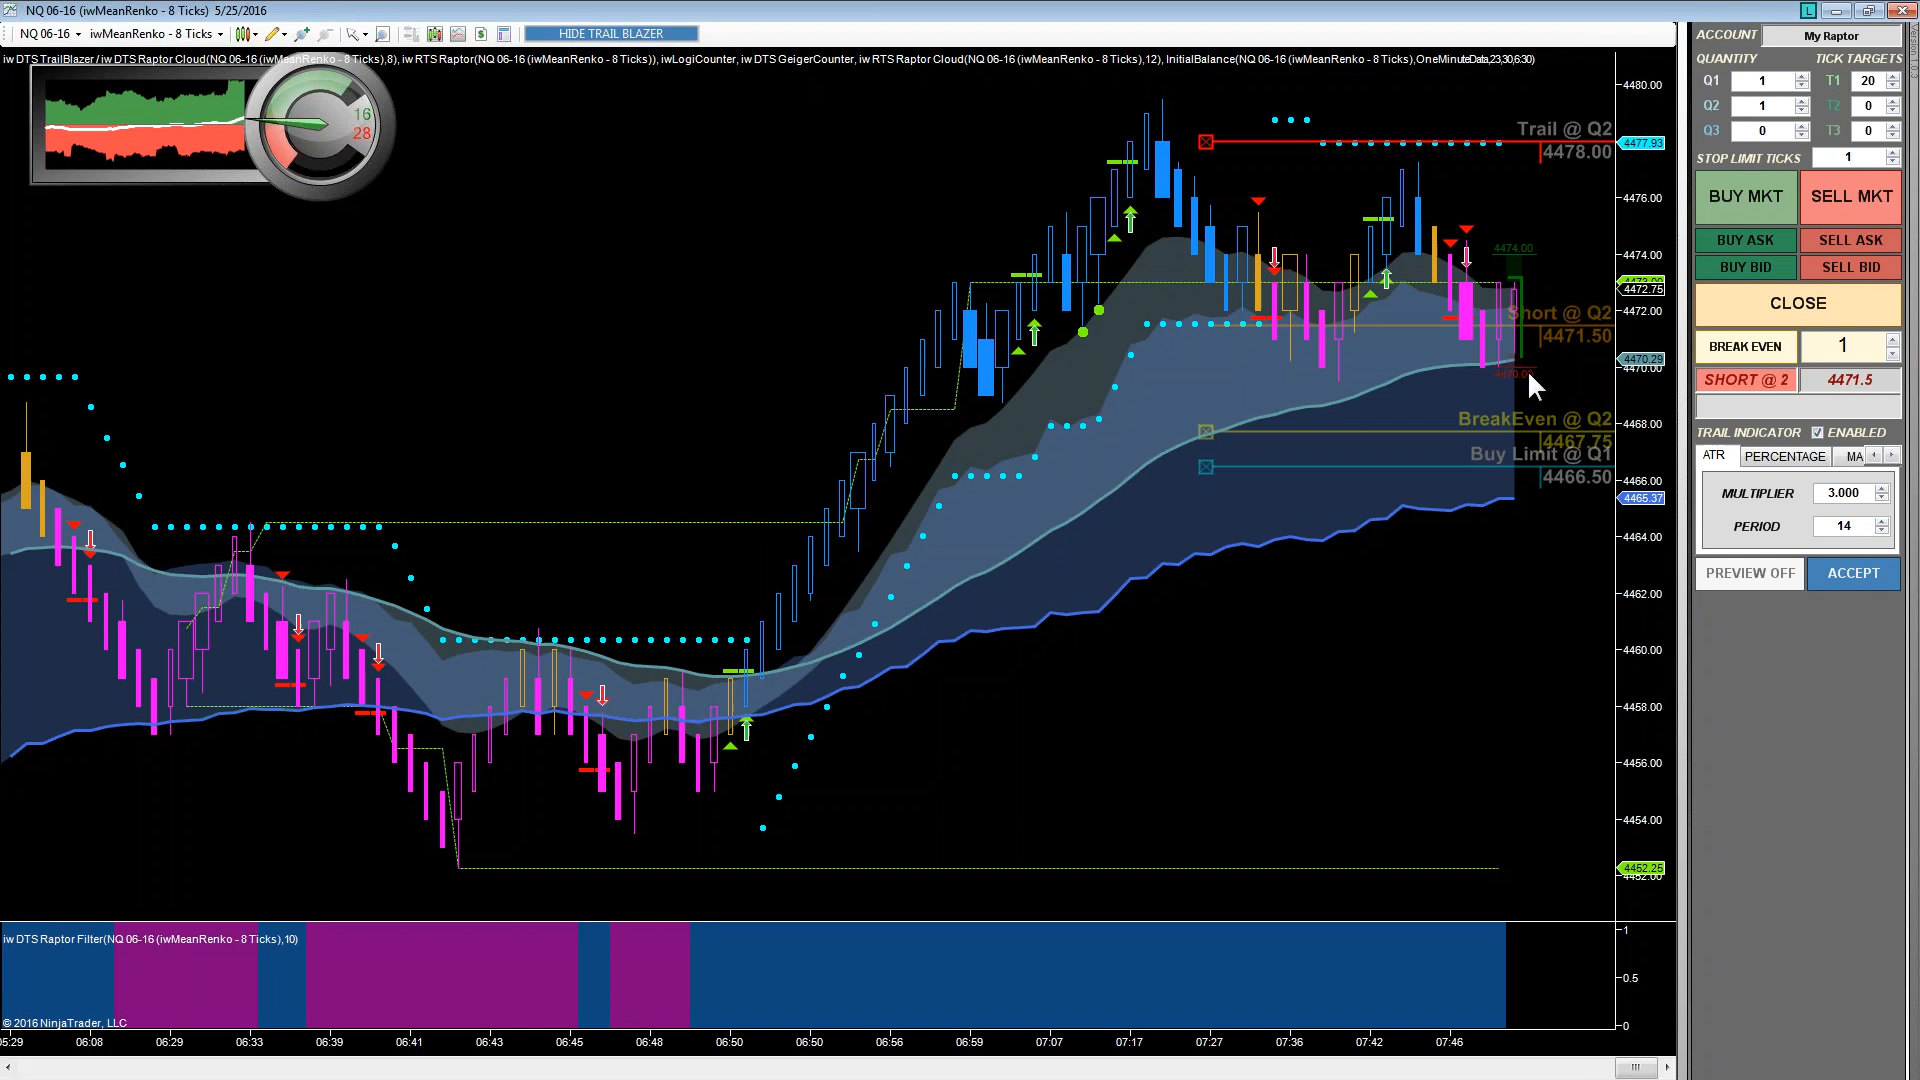 NQ 06-16 (iwMeanRenko - 8 Ticks)  5/25/2016
L
NQ 06-16
iwMeanRenko - 8 Ticks
HIDE TRAIL BLAZER
iw DTS TrailBlazer / iw DTS Raptor Cloud(NQ 06-16 (iwMeanRenko - 8 Ticks),8), iw RTS Raptor(NQ 06-16 (iwMeanRenko - 8 Ticks)), iwLogiCounter, iw DTS GeigerCounter, iw RTS Raptor Cloud(NQ 06-16 (iwMeanRenko - 8 Ticks),12), InitialBalance(NQ 06-16 (iwMeanRenko - 8 Ticks),OneMinuteData,23,30,6:30)
16
28
Trail @ Q2
4478.00
4474.00
Short @ Q2
4471.50
BreakEven @ Q2
4467.75
Buy Limit @ Q1
4466.50
4480.00
4477.93
4476.00
4474.00
4472.75
4472.00
4470.29
4470.00
4468.00
4466.00
4465.37
4464.00
4462.00
4460.00
4458.00
4456.00
4454.00
4452.25
4452.00
iw DTS Raptor Filter(NQ 06-16 (iwMeanRenko - 8 Ticks),10)
1
0.5
0
© 2016 NinjaTrader, LLC
05:29 06:08 06:29 06:33 06:39 06:41 06:43 06:45 06:48 06:50 06:50 06:56 06:59 07:07 07:17 07:27 07:36 07:42 07:46
ACCOUNT My Raptor
QUANTITY TICK TARGETS
Q1 1 T1 20
Q2 1 T2 0
Q3 0 T3 0
STOP LIMIT TICKS 1
BUY MKT SELL MKT
BUY ASK SELL ASK
BUY BID SELL BID
CLOSE
BREAK EVEN 1
SHORT @ 2 4471.5
TRAIL INDICATOR ENABLED
ATR PERCENTAGE MA
MULTIPLIER 3.000
PERIOD 14
PREVIEW OFF ACCEPT
Version 1.0.3